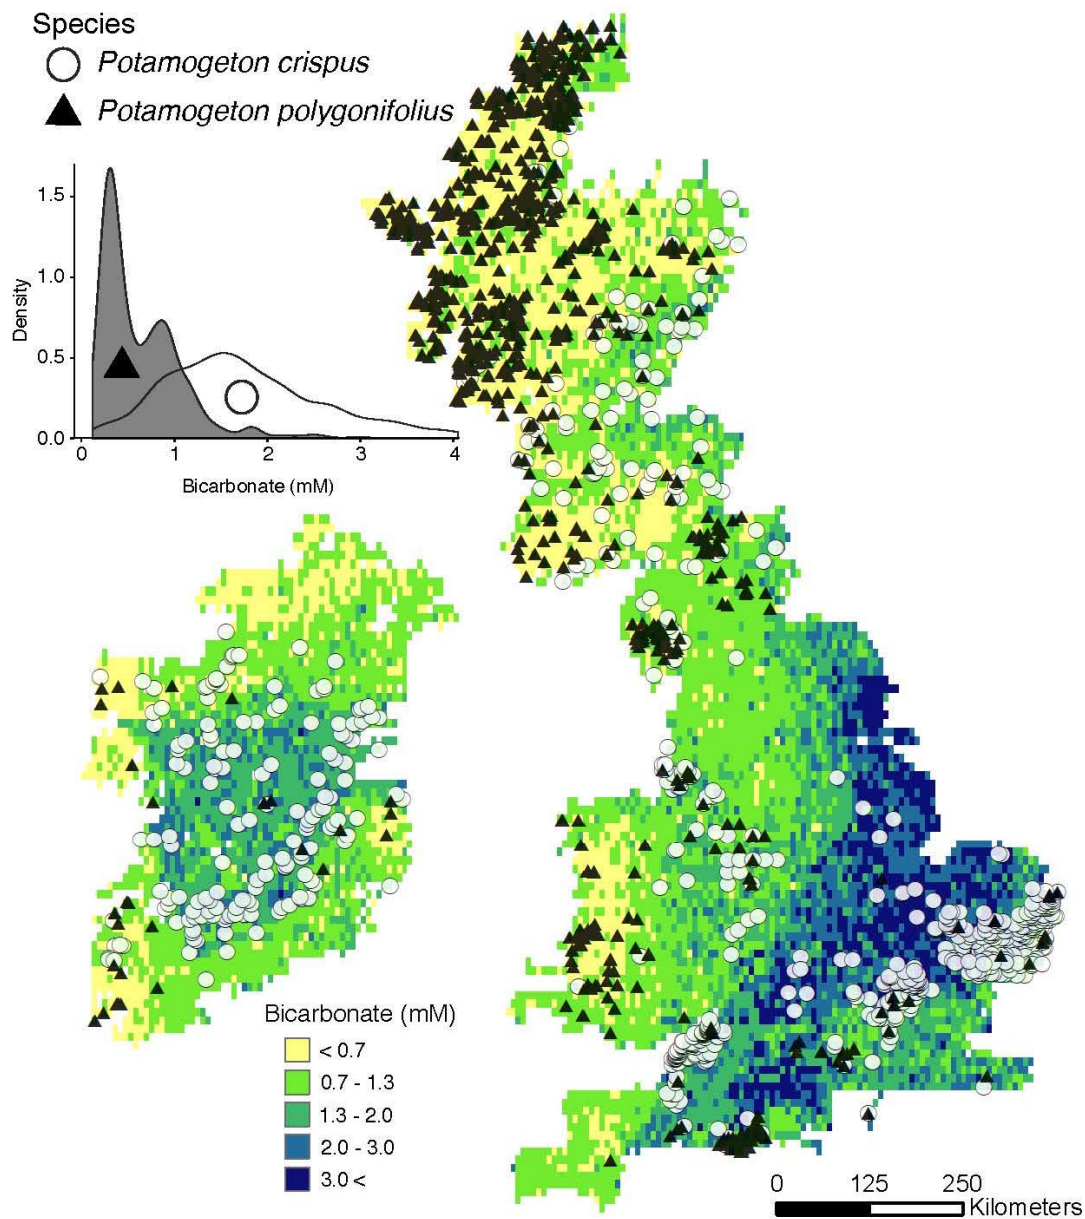 Species
Potamogeton crispus
Potamogeton polygonifolius
1.5
1.0
0.5
0.0
Density
0 1 2 3 4
Bicarbonate (mM)
Bicarbonate (mM)
< 0.7
0.7 - 1.3
1.3 - 2.0
2.0 - 3.0
3.0 <
0 125 250
Kilometers